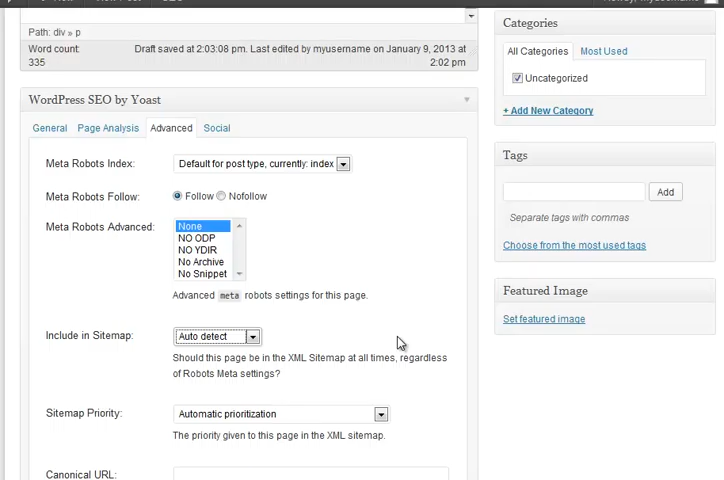 Path: div » p
Word count: 335
Draft saved at 2:03:08 pm. Last edited by myusername on January 9, 2013 at
2:02 pm
WordPress SEO by Yoast
General Page Analysis Advanced Social
Meta Robots Index: Default for post type, currently: index
Meta Robots Follow: Follow Nofollow
Meta Robots Advanced: None
NO ODP
NO YDIR
No Archive
No Snippet
Advanced meta robots settings for this page.
Include in Sitemap: Auto detect
Should this page be in the XML Sitemap at all times, regardless
of Robots Meta settings?
Sitemap Priority: Automatic prioritization
The priority given to this page in the XML sitemap.
Canonical URL:
Categories
All Categories Most Used
Uncategorized
+ Add New Category
Tags
Add
Separate tags with commas
Choose from the most used tags
Featured Image
Set featured image